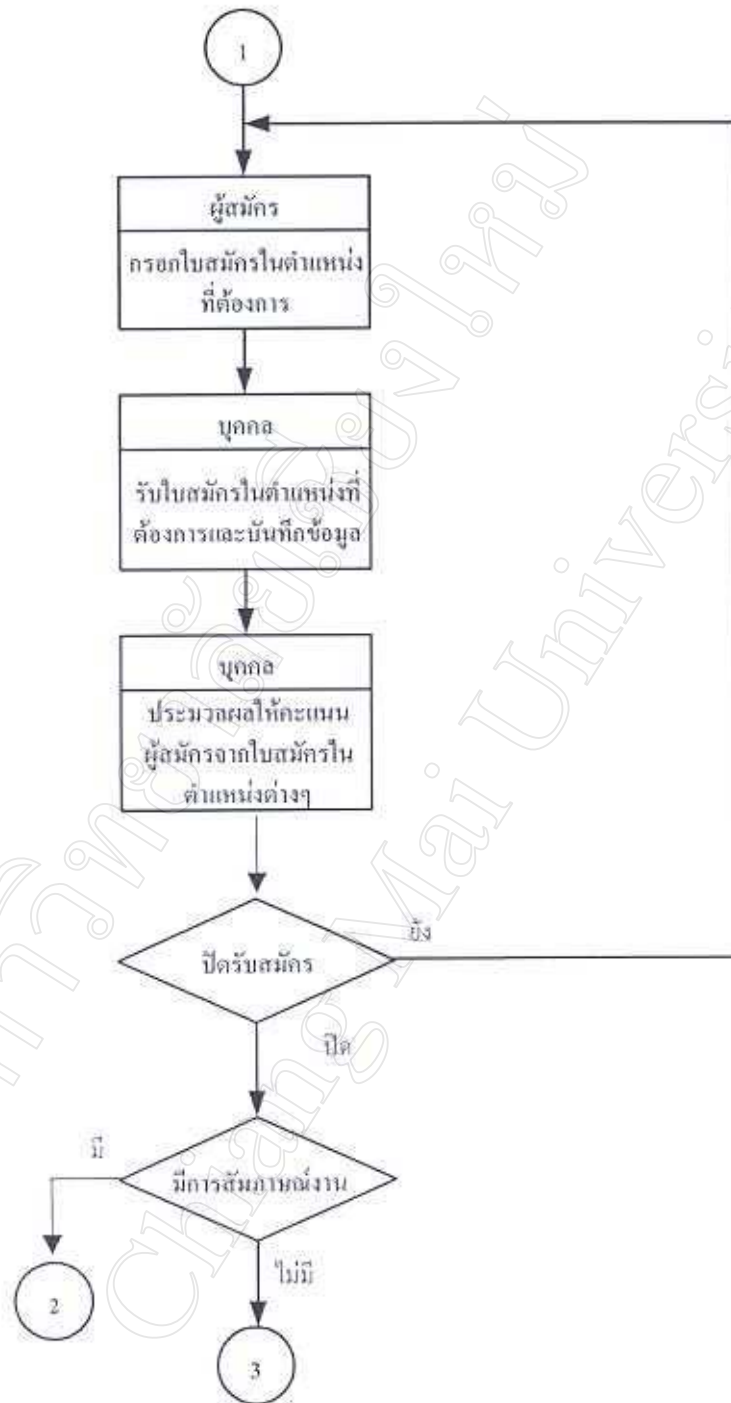 1
ผู้สมัคร
กรอกใบสมัครในตำแหน่ง
ที่ต้องการ
บุคคล
รับใบสมัครในตำแหน่งที่
ต้องการและบันทึกข้อมูล
บุคคล
ประมวลผลให้คะแนน
ผู้สมัครจากใบสมัครใน
ตำแหน่งต่างๆ
ปิดรับสมัคร
ยัง
ปิด
มี
มีการสัมภาษณ์งาน
ไม่มี
2
3
Chiang Mai Universi